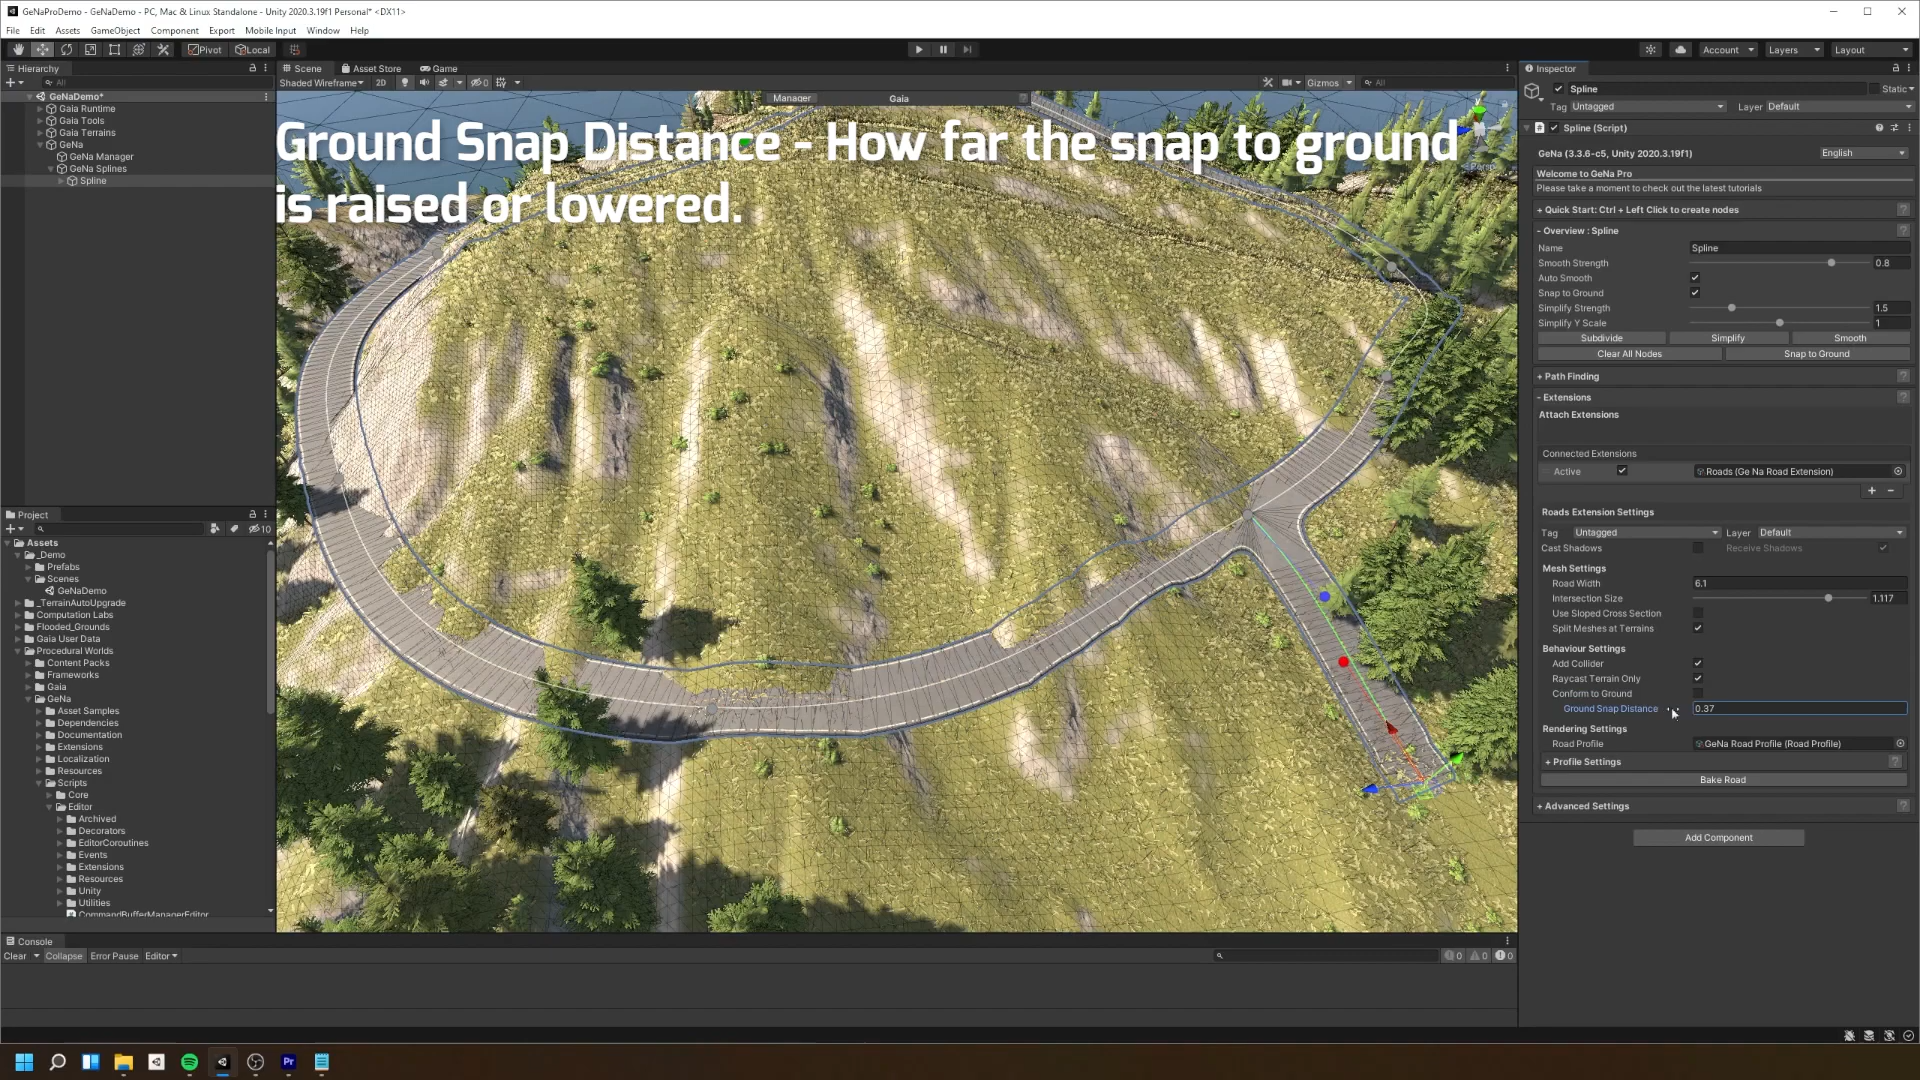 GeNaProDemo - GeNaDemo - PC, Mac & Linux Standalone - Unity 2020.3.19f1 Personal* <DX11>
File Edit Assets GameObject Component Export Mobile Input Window Help
Pivot Local Account Layers Layout
Hierarchy
All
GeNaDemo*
Gaia Runtime
Gaia Tools
Gaia Terrains
GeNa
GeNa Manager
GeNa Splines
Spline
Scene Asset Store Game
Shaded Wireframe 2D 0 Gizmos All
Manager Gaia
Persp
Ground Snap Distance - How far the snap to ground
is raised or lowered.
Project
10
Assets
_Demo
Prefabs
Scenes
GeNaDemo
_TerrainAutoUpgrade
Computation Labs
Flooded_Grounds
Gaia User Data
Procedural Worlds
Content Packs
Frameworks
Gaia
GeNa
Asset Samples
Dependencies
Documentation
Extensions
Localization
Resources
Scripts
Core
Editor
Archived
Decorators
EditorCoroutines
Events
Extensions
Resources
Unity
Utilities
CommandBufferManagerEditor
Console
Clear Collapse Error Pause Editor 0 0 0
Inspector
Spline Static
Tag Untagged Layer Default
Spline (Script)
GeNa (3.3.6-c5, Unity 2020.3.19f1) English
Welcome to GeNa Pro
Please take a moment to check out the latest tutorials
+ Quick Start: Ctrl + Left Click to create nodes ?
- Overview : Spline ?
Name Spline
Smooth Strength 0.8
Auto Smooth
Snap to Ground
Simplify Strength 1.5
Simplify Y Scale 1
Subdivide Simplify Smooth
Clear All Nodes Snap to Ground
+ Path Finding ?
- Extensions ?
Attach Extensions
Connected Extensions
Active Roads (Ge Na Road Extension)
+ −
Roads Extension Settings
Tag Untagged Layer Default
Cast Shadows Receive Shadows
Mesh Settings
Road Width 6.1
Intersection Size 1.117
Use Sloped Cross Section
Split Meshes at Terrains
Behaviour Settings
Add Collider
Raycast Terrain Only
Conform to Ground
Ground Snap Distance 0.37
Rendering Settings
Road Profile GeNa Road Profile (Road Profile)
+ Profile Settings ?
Bake Road
+ Advanced Settings ?
Add Component
Pr